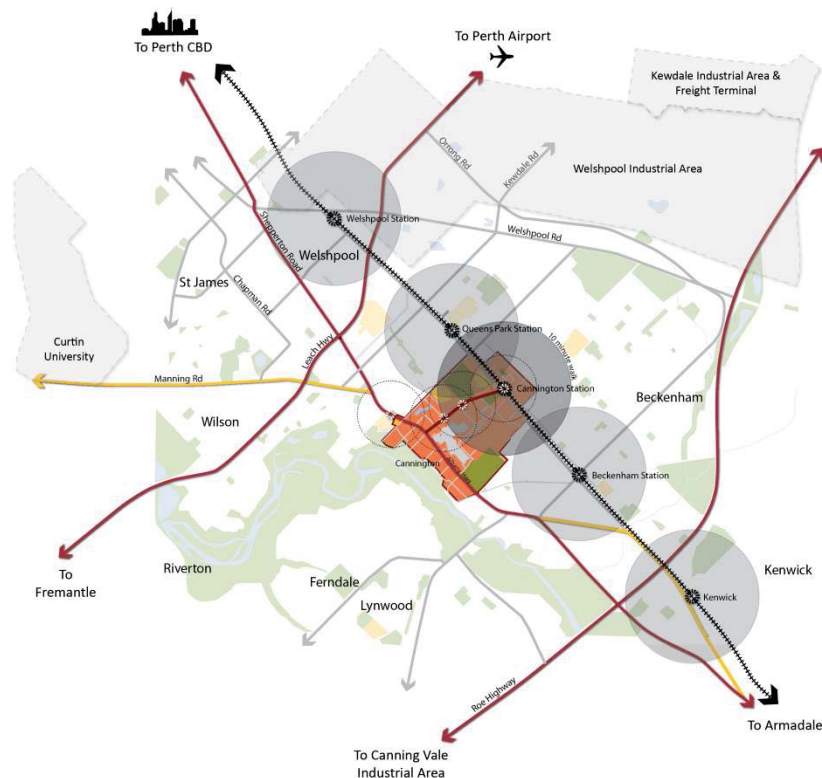 To Perth CBD
To Perth Airport
Kewdale Industrial Area &
Freight Terminal
Orrong Rd
Kewdale Rd
Welshpool Industrial Area
Welshpool Station
Shepperton Road
Welshpool Rd
Welshpool
St James
Chapman Rd
Queens Park Station
Leach Hwy
10 minute walk
Curtin
University
Manning Rd
Cannington Station
Beckenham
Wilson
Cannington
Albany Hwy
Beckenham Station
To
Fremantle
Riverton
Ferndale
Lynwood
Kenwick
Kenwick
Roe Highway
To Armadale
To Canning Vale
Industrial Area